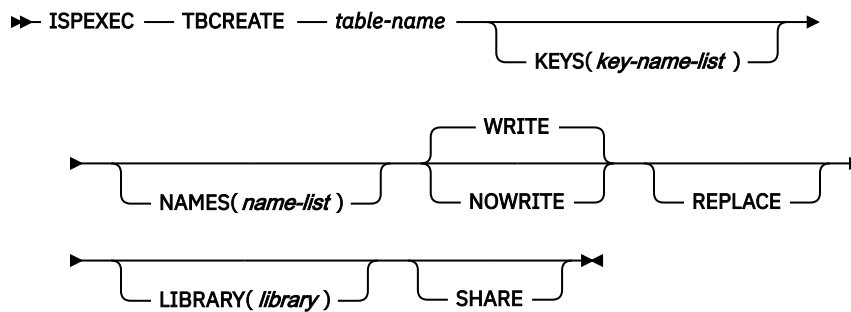 ISPEXEC TBCREATE table-name
KEYS( key-name-list )
WRITE
NAMES( name-list ) NOWRITE REPLACE
LIBRARY( library ) SHARE